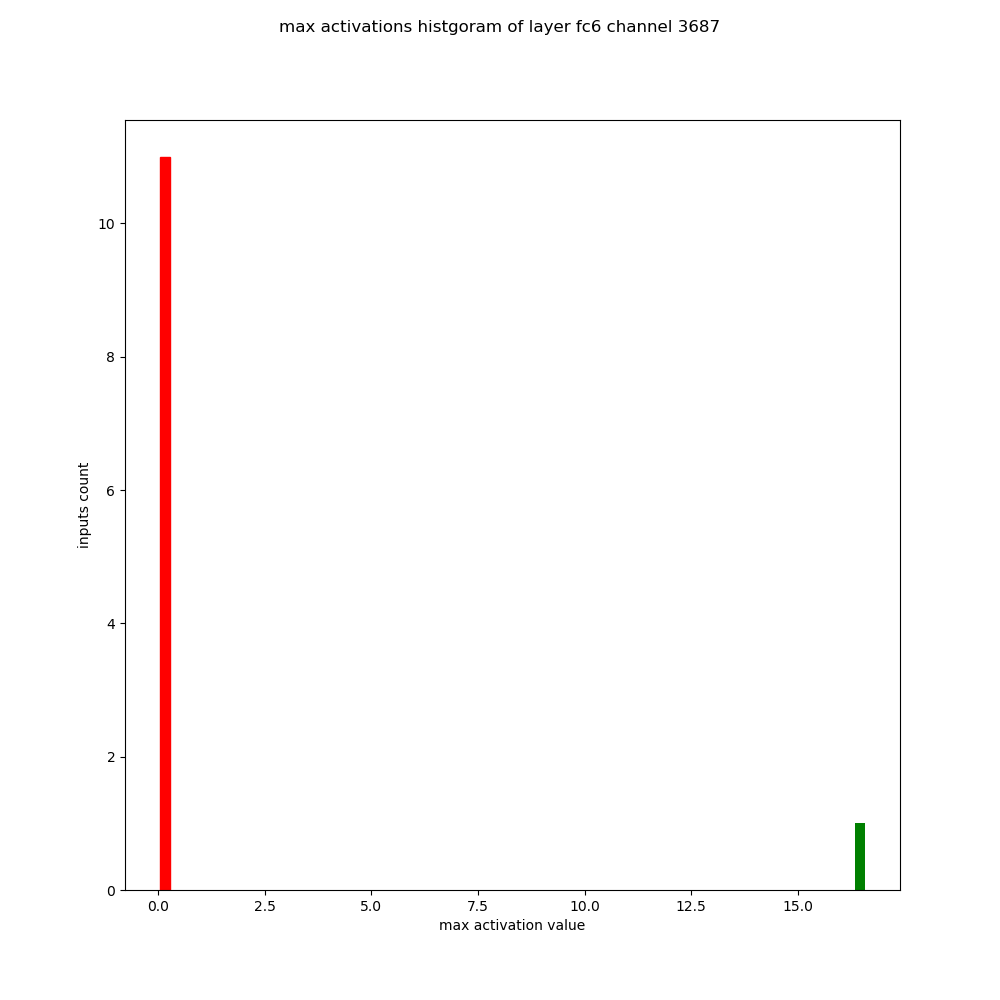 max activations histgoram of layer fc6 channel 3687
10
8
6
4
2
0
inputs count
0.0 2.5 5.0 7.5 10.0 12.5 15.0
max activation value